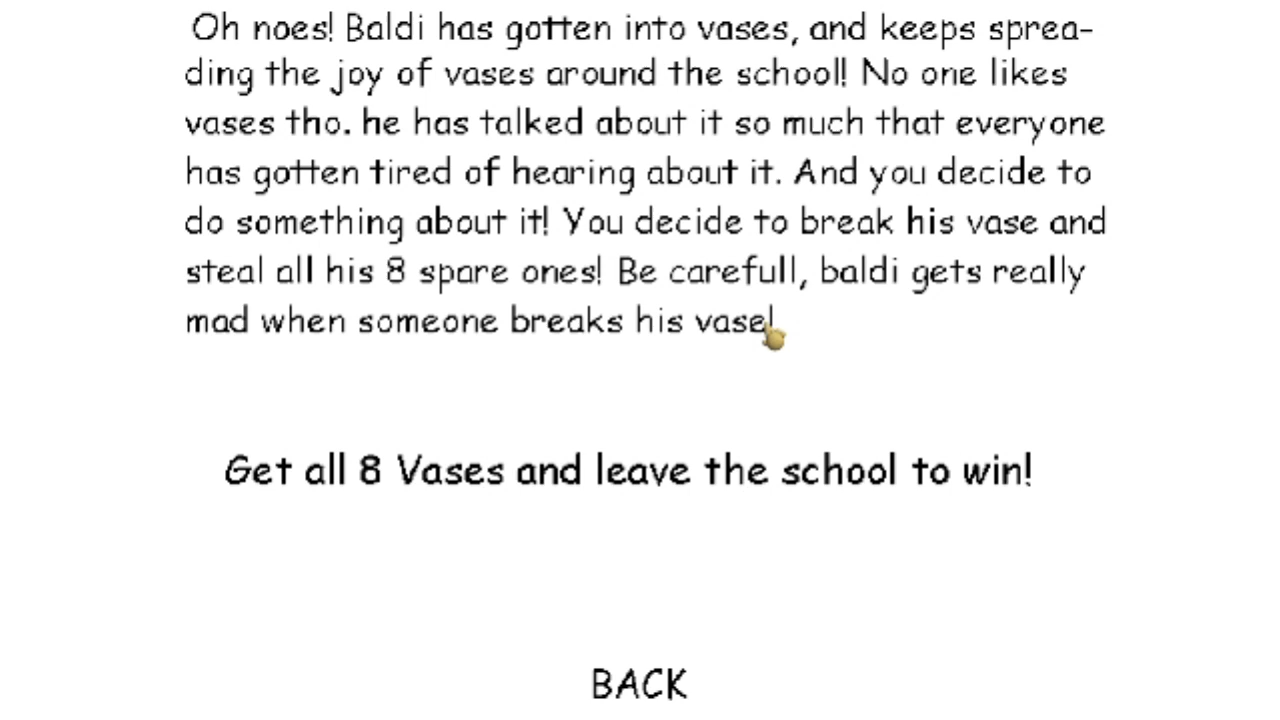 Oh noes! Baldi has gotten into vases, and keeps sprea-
ding the joy of vases around the school! No one likes
vases tho. he has talked about it so much that everyone
has gotten tired of hearing about it. And you decide to
do something about it! You decide to break his vase and
steal all his 8 spare ones! Be carefull, baldi gets really
mad when someone breaks his vase!
Get all 8 Vases and leave the school to win!
BACK